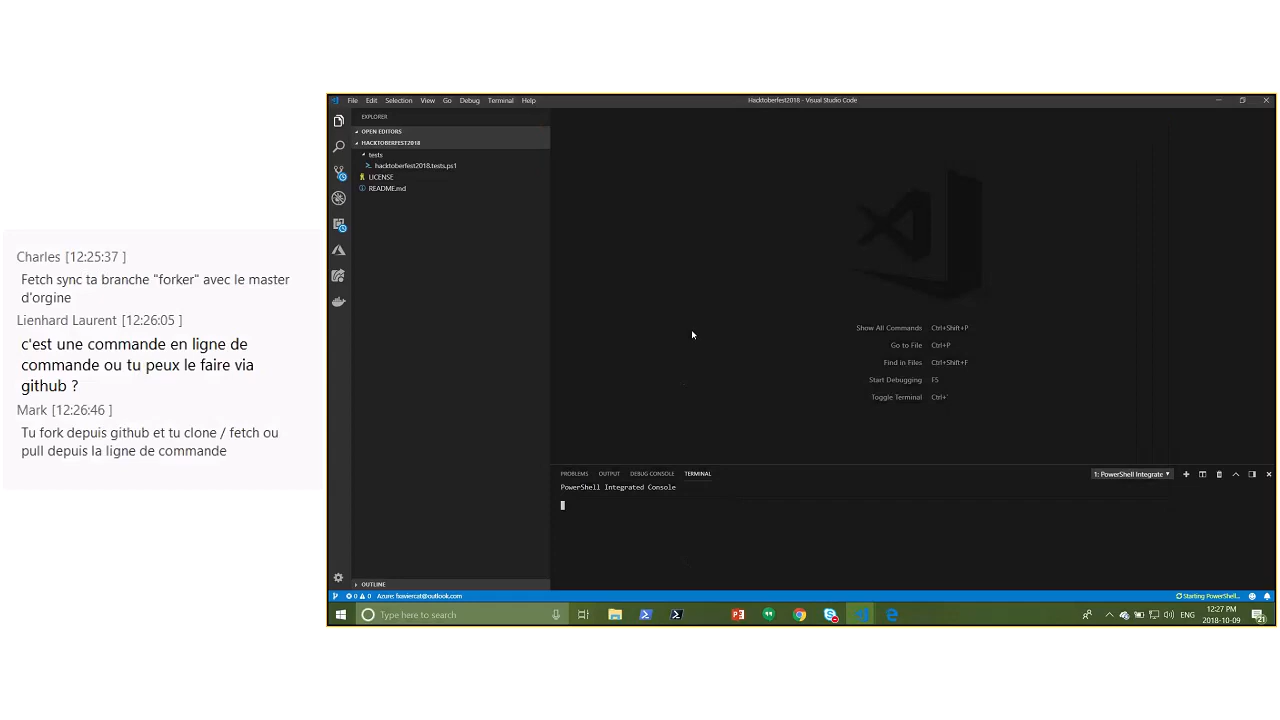 Charles [12:25:37 ]
Fetch sync ta branche "forker" avec le master
d'orgine
Lienhard Laurent [12:26:05 ]
c'est une commande en ligne de
commande ou tu peux le faire via
github ?
Mark [12:26:46 ]
Tu fork depuis github et tu clone / fetch ou
pull depuis la ligne de commande
File Edit Selection View Go Debug Terminal Help
Hacktoberfest2018 - Visual Studio Code
EXPLORER
OPEN EDITORS
HACKTOBERFEST2018
tests
hacktoberfest2018.tests.ps1
LICENSE
README.md
Show All Commands Ctrl+Shift+P
Go to File Ctrl+P
Find in Files Ctrl+Shift+F
Start Debugging F5
Toggle Terminal Ctrl+`
PROBLEMS OUTPUT DEBUG CONSOLE TERMINAL
1: PowerShell Integrate
PowerShell Integrated Console
OUTLINE
0 0 Azure: fxaviercat@outlook.com
Starting PowerShell...
Type here to search
ENG
12:27 PM
2018-10-09
21